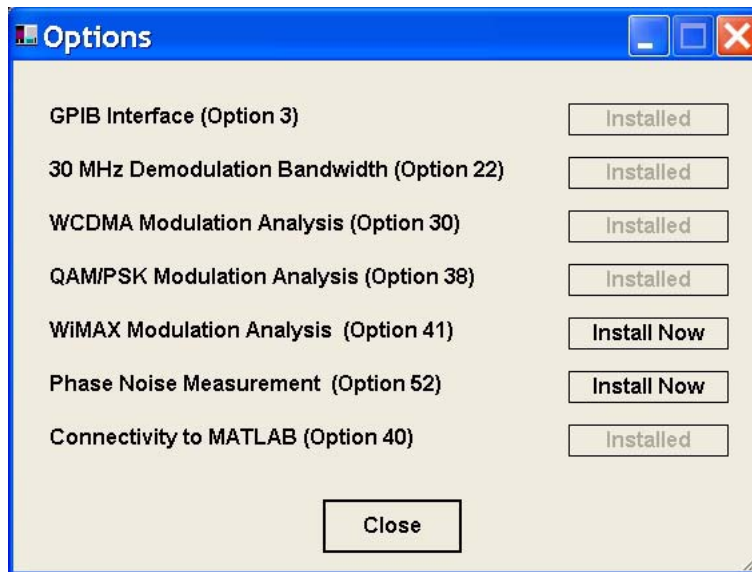 Options
GPIB Interface (Option 3) Installed
30 MHz Demodulation Bandwidth (Option 22) Installed
WCDMA Modulation Analysis (Option 30) Installed
QAM/PSK Modulation Analysis (Option 38) Installed
WiMAX Modulation Analysis (Option 41) Install Now
Phase Noise Measurement (Option 52) Install Now
Connectivity to MATLAB (Option 40) Installed
Close